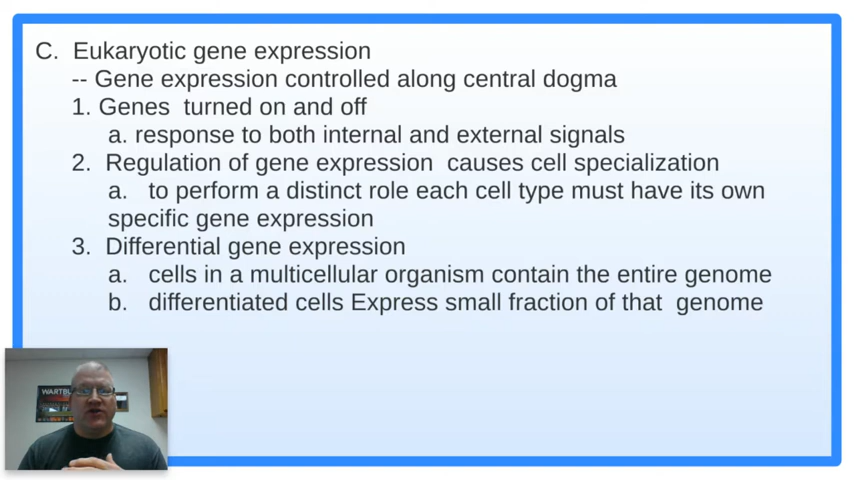 C. Eukaryotic gene expression
-- Gene expression controlled along central dogma
1. Genes turned on and off
a. response to both internal and external signals
2. Regulation of gene expression causes cell specialization
a. to perform a distinct role each cell type must have its own
specific gene expression
3. Differential gene expression
a. cells in a multicellular organism contain the entire genome
b. differentiated cells Express small fraction of that genome